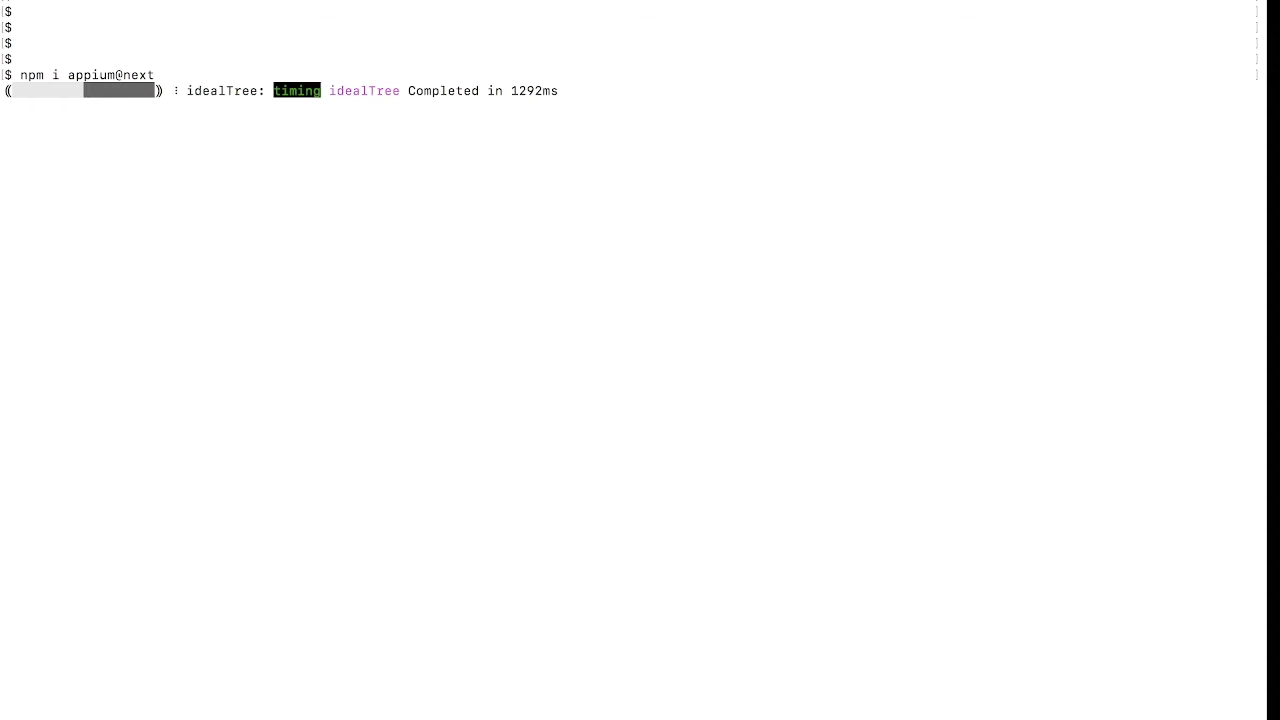 $
$
$
$
$ npm i appium@next
(                  ) ⠸ idealTree: timing idealTree Completed in 1292ms